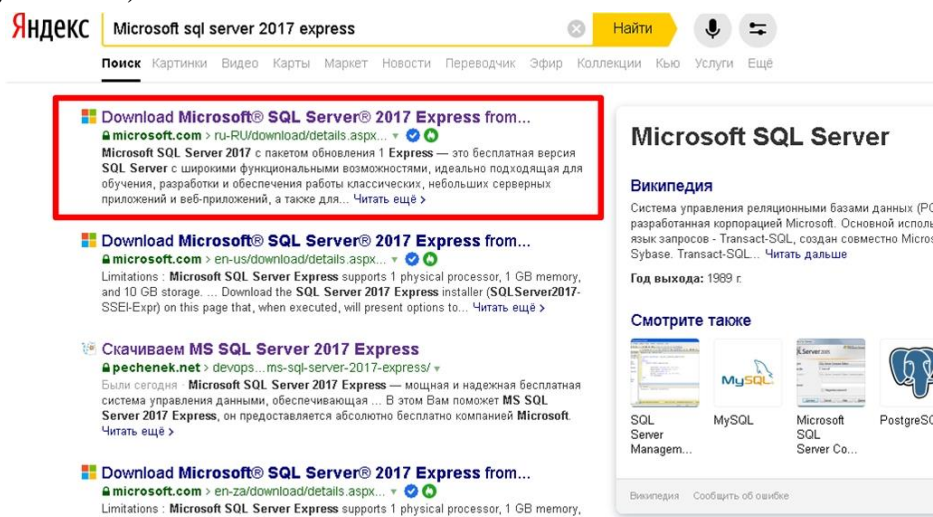 Яндекс
Microsoft sql server 2017 express
Найти
Поиск Картинки Видео Карты Маркет Новости Переводчик Эфир Коллекции Кью Услуги Ещё
Download Microsoft® SQL Server® 2017 Express from...
microsoft.com › ru-RU/download/details.aspx...
Microsoft SQL Server 2017 с пакетом обновления 1 Express — это бесплатная версия
SQL Server с широкими функциональными возможностями, идеально подходящая для
обучения, разработки и обеспечения работы классических, небольших серверных
приложений и веб-приложений, а также для... Читать ещё ›
Download Microsoft® SQL Server® 2017 Express from...
microsoft.com › en-us/download/details.aspx...
Limitations : Microsoft SQL Server Express supports 1 physical processor, 1 GB memory,
and 10 GB storage. ... Download the SQL Server 2017 Express installer (SQLServer2017-
SSEI-Expr) on this page that, when executed, will present options to... Читать ещё ›
Скачиваем MS SQL Server 2017 Express
pechenek.net › devops...ms-sql-server-2017-express/
Были сегодня · Microsoft SQL Server 2017 Express — мощная и надежная бесплатная
система управления данными, обеспечивающая ... В этом Вам поможет MS SQL
Server 2017 Express, он предоставляется абсолютно бесплатно компанией Microsoft.
Читать ещё ›
Download Microsoft® SQL Server® 2017 Express from...
microsoft.com › en-za/download/details.aspx...
Limitations : Microsoft SQL Server Express supports 1 physical processor, 1 GB memory,
Microsoft SQL Server
Википедия
Система управления реляционными базами данных (РС
разработанная корпорацией Microsoft. Основной исполь
язык запросов - Transact-SQL, создан совместно Micros
Sybase. Transact-SQL... Читать дальше
Год выхода: 1989 г.
Смотрите также
MySQL
SQL
Server
Managem...
MySQL
Microsoft
SQL
Server Co...
PostgreSQ
Википедия Сообщить об ошибке